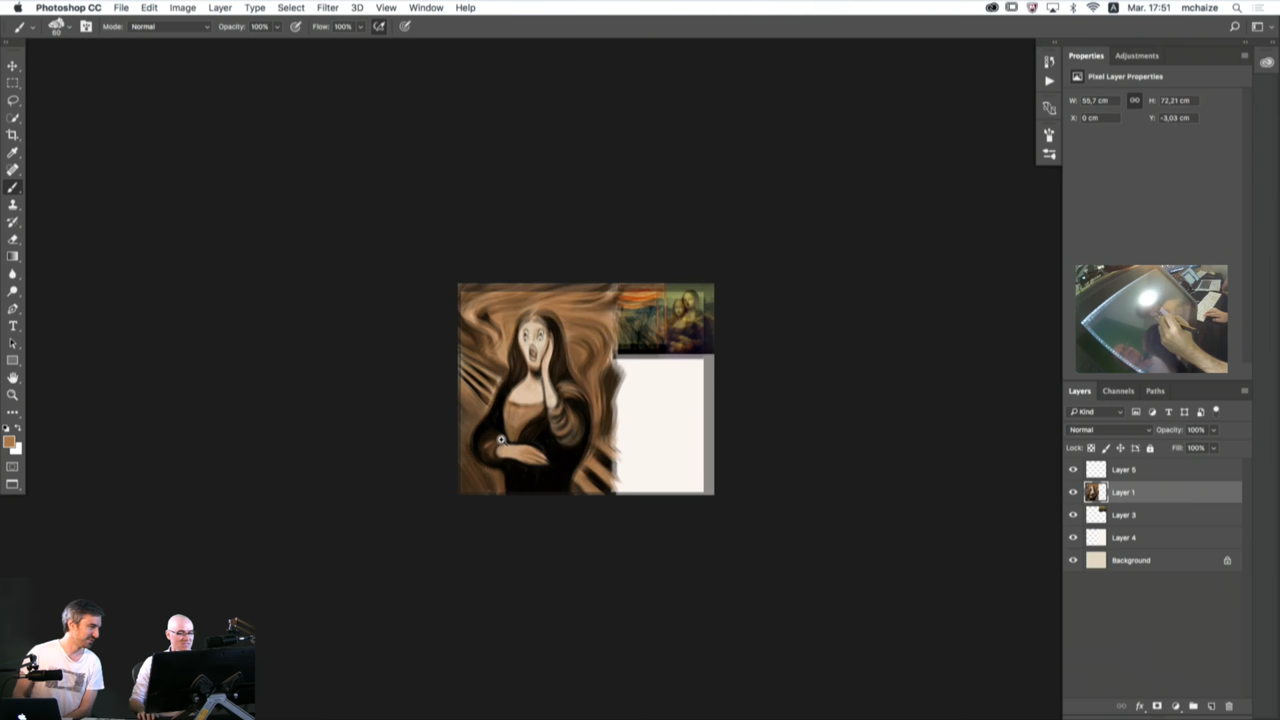 Photoshop CC File Edit Image Layer Type Select Filter 3D View Window Help
A Mar. 17:51 mchaize
60 Mode: Normal Opacity: 100% Flow: 100%
Properties Adjustments
Pixel Layer Properties
W: 55,7 cm H: 72,21 cm
X: 0 cm Y: -3,03 cm
Layers Channels Paths
Kind
Normal Opacity: 100%
Lock: Fill: 100%
Layer 5
Layer 1
Layer 3
Layer 4
Background
fx